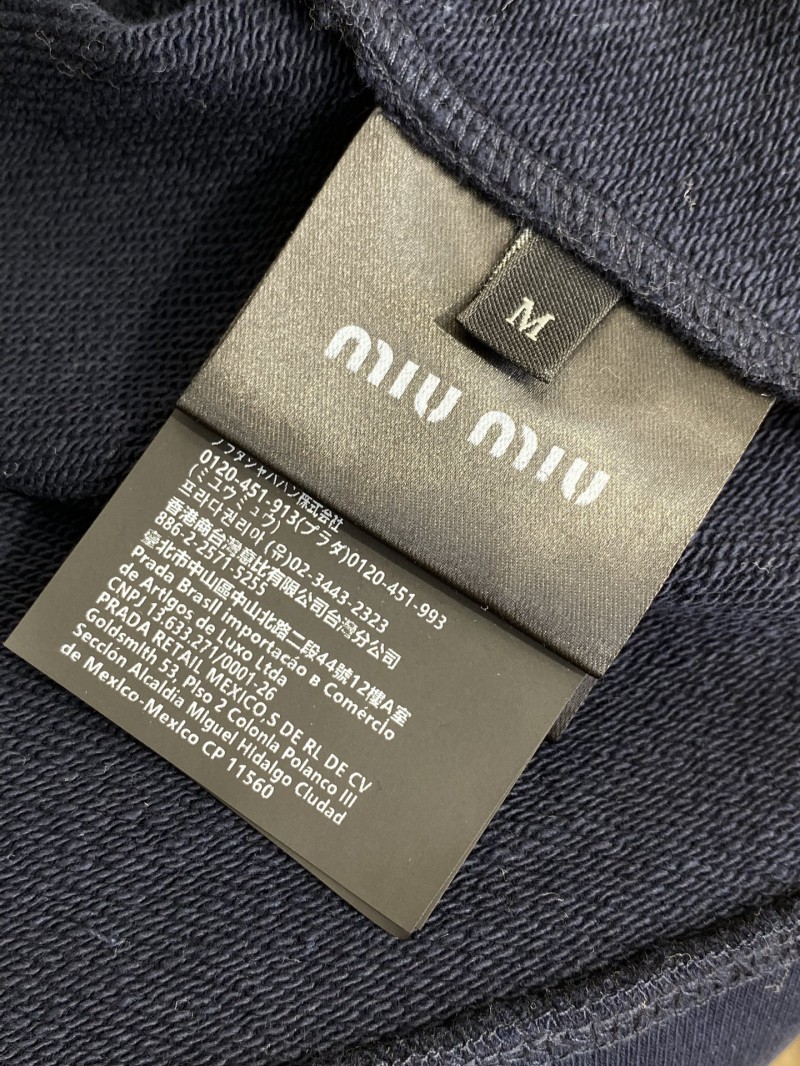 M
miu miu
プラダジャパン株式会社
0120-451-913(プラダ)0120-451-993
(ミュウミュウ)
프라다코리아(유)02-3443-2323
香港商台灣意比有限公司台灣分公司
886-2-2571-5255
臺北市中山區中山北路二段44號12樓A室
Prada Brasil Importacão в Comercio
de Artigos de Luxo Ltda
CNPJ 13,633.271/0001-26
PRADA RETAIL MEXICO,S DE RL DE CV
Goldsmith 53, Piso 2 Colonia Polanco III
Sección Alcaldia Miguel Hidalgo Ciudad
de Mexico-Mexico CP 11560